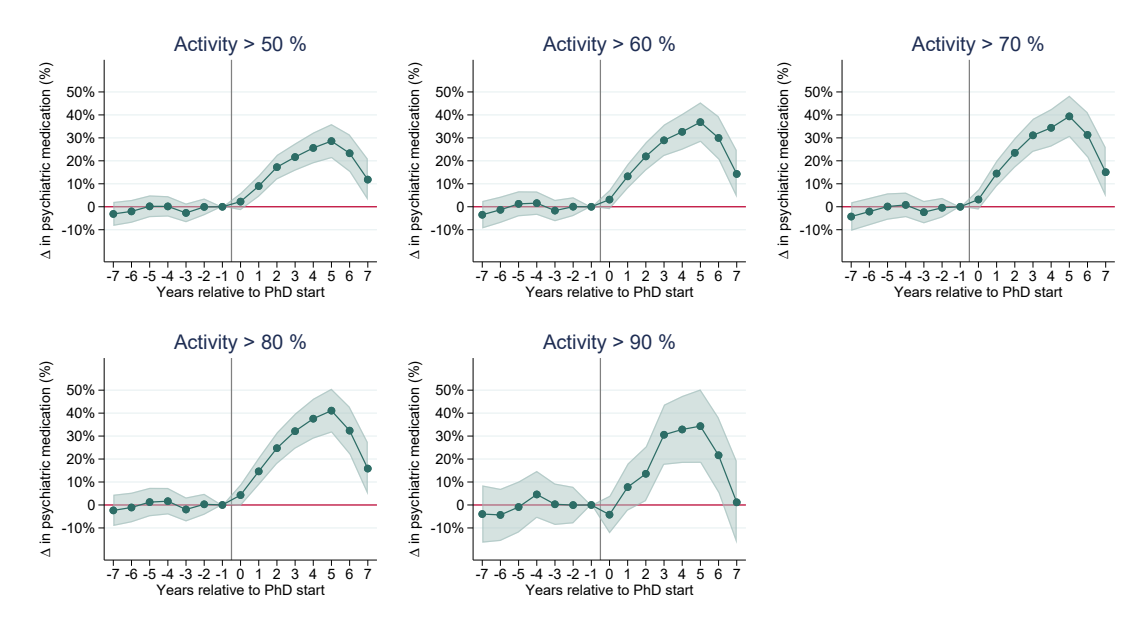 Activity > 50 %
Δ in psychiatric medication (%)
50%
40%
30%
20%
10%
0
-10%
-7 -6 -5 -4 -3 -2 -1 0 1 2 3 4 5 6 7
Years relative to PhD start
Activity > 60 %
Δ in psychiatric medication (%)
50%
40%
30%
20%
10%
0
-10%
-7 -6 -5 -4 -3 -2 -1 0 1 2 3 4 5 6 7
Years relative to PhD start
Activity > 70 %
Δ in psychiatric medication (%)
50%
40%
30%
20%
10%
0
-10%
-7 -6 -5 -4 -3 -2 -1 0 1 2 3 4 5 6 7
Years relative to PhD start
Activity > 80 %
Δ in psychiatric medication (%)
50%
40%
30%
20%
10%
0
-10%
-7 -6 -5 -4 -3 -2 -1 0 1 2 3 4 5 6 7
Years relative to PhD start
Activity > 90 %
Δ in psychiatric medication (%)
50%
40%
30%
20%
10%
0
-10%
-7 -6 -5 -4 -3 -2 -1 0 1 2 3 4 5 6 7
Years relative to PhD start